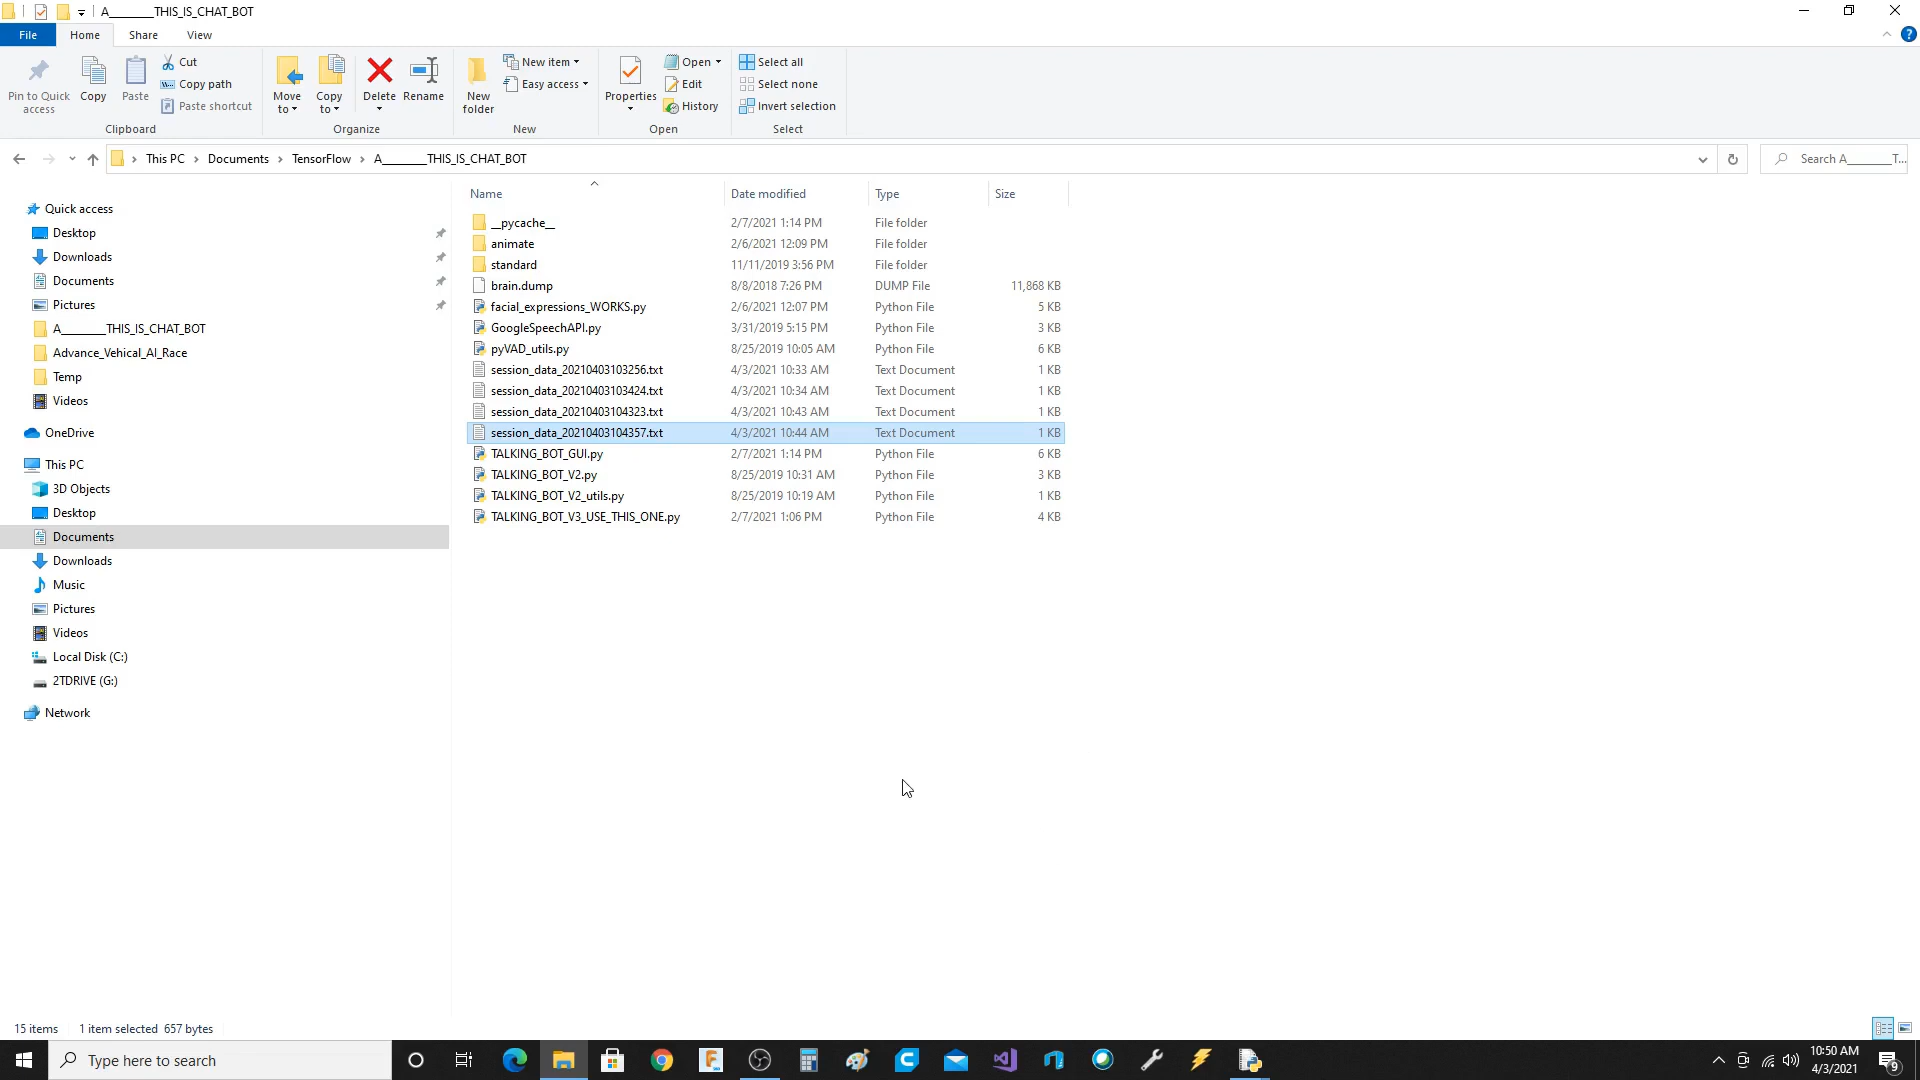 A________THIS_IS_CHAT_BOT
File Home Share View
Pin to Quick access
Copy
Paste
Cut
Copy path
Paste shortcut
Clipboard
Move to
Copy to
Delete
Rename
Organize
New folder
New item
Easy access
New
Properties
Open
Edit
History
Open
Select all
Select none
Invert selection
Select
This PC > Documents > TensorFlow > A________THIS_IS_CHAT_BOT
Search A________T...
Quick access
Desktop
Downloads
Documents
Pictures
A________THIS_IS_CHAT_BOT
Advance_Vehical_AI_Race
Temp
Videos
OneDrive
This PC
3D Objects
Desktop
Documents
Downloads
Music
Pictures
Videos
Local Disk (C:)
2TDRIVE (G:)
Network
Name Date modified Type Size
__pycache__ 2/7/2021 1:14 PM File folder
animate 2/6/2021 12:09 PM File folder
standard 11/11/2019 3:56 PM File folder
brain.dump 8/8/2018 7:26 PM DUMP File 11,868 KB
facial_expressions_WORKS.py 2/6/2021 12:07 PM Python File 5 KB
GoogleSpeechAPI.py 3/31/2019 5:15 PM Python File 3 KB
pyVAD_utils.py 8/25/2019 10:05 AM Python File 6 KB
session_data_20210403103256.txt 4/3/2021 10:33 AM Text Document 1 KB
session_data_20210403103424.txt 4/3/2021 10:34 AM Text Document 1 KB
session_data_20210403104323.txt 4/3/2021 10:43 AM Text Document 1 KB
session_data_20210403104357.txt 4/3/2021 10:44 AM Text Document 1 KB
TALKING_BOT_GUI.py 2/7/2021 1:14 PM Python File 6 KB
TALKING_BOT_V2.py 8/25/2019 10:31 AM Python File 3 KB
TALKING_BOT_V2_utils.py 8/25/2019 10:19 AM Python File 1 KB
TALKING_BOT_V3_USE_THIS_ONE.py 2/7/2021 1:06 PM Python File 4 KB
15 items 1 item selected 657 bytes
Type here to search
10:50 AM
4/3/2021
9